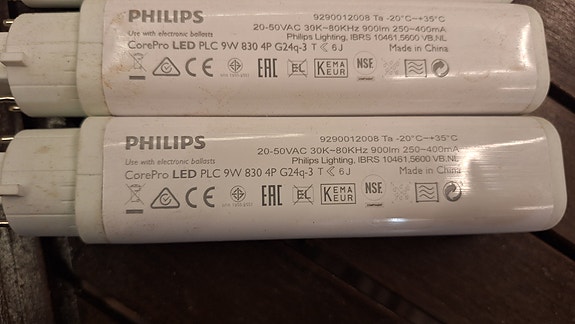 PHILIPS
9290012008 Ta -20°C~+35°C
20-50VAC 30K~80KHz 900lm 250~400mA
Use with electronic ballasts
Philips Lighting, IBRS 10461,5600 VB,NL
CorePro LED PLC 9W 830 4P G24q-3 T < 6J
Made in China
CE EAC KEMA EUR NSF
PHILIPS
9290012008 Ta -20°C~+35°C
20-50VAC 30K~80KHz 900lm 250~400mA
Use with electronic ballasts
Philips Lighting, IBRS 10461,5600 VB,NL
CorePro LED PLC 9W 830 4P G24q-3 T < 6J
Made in China
CE EAC KEMA EUR NSF